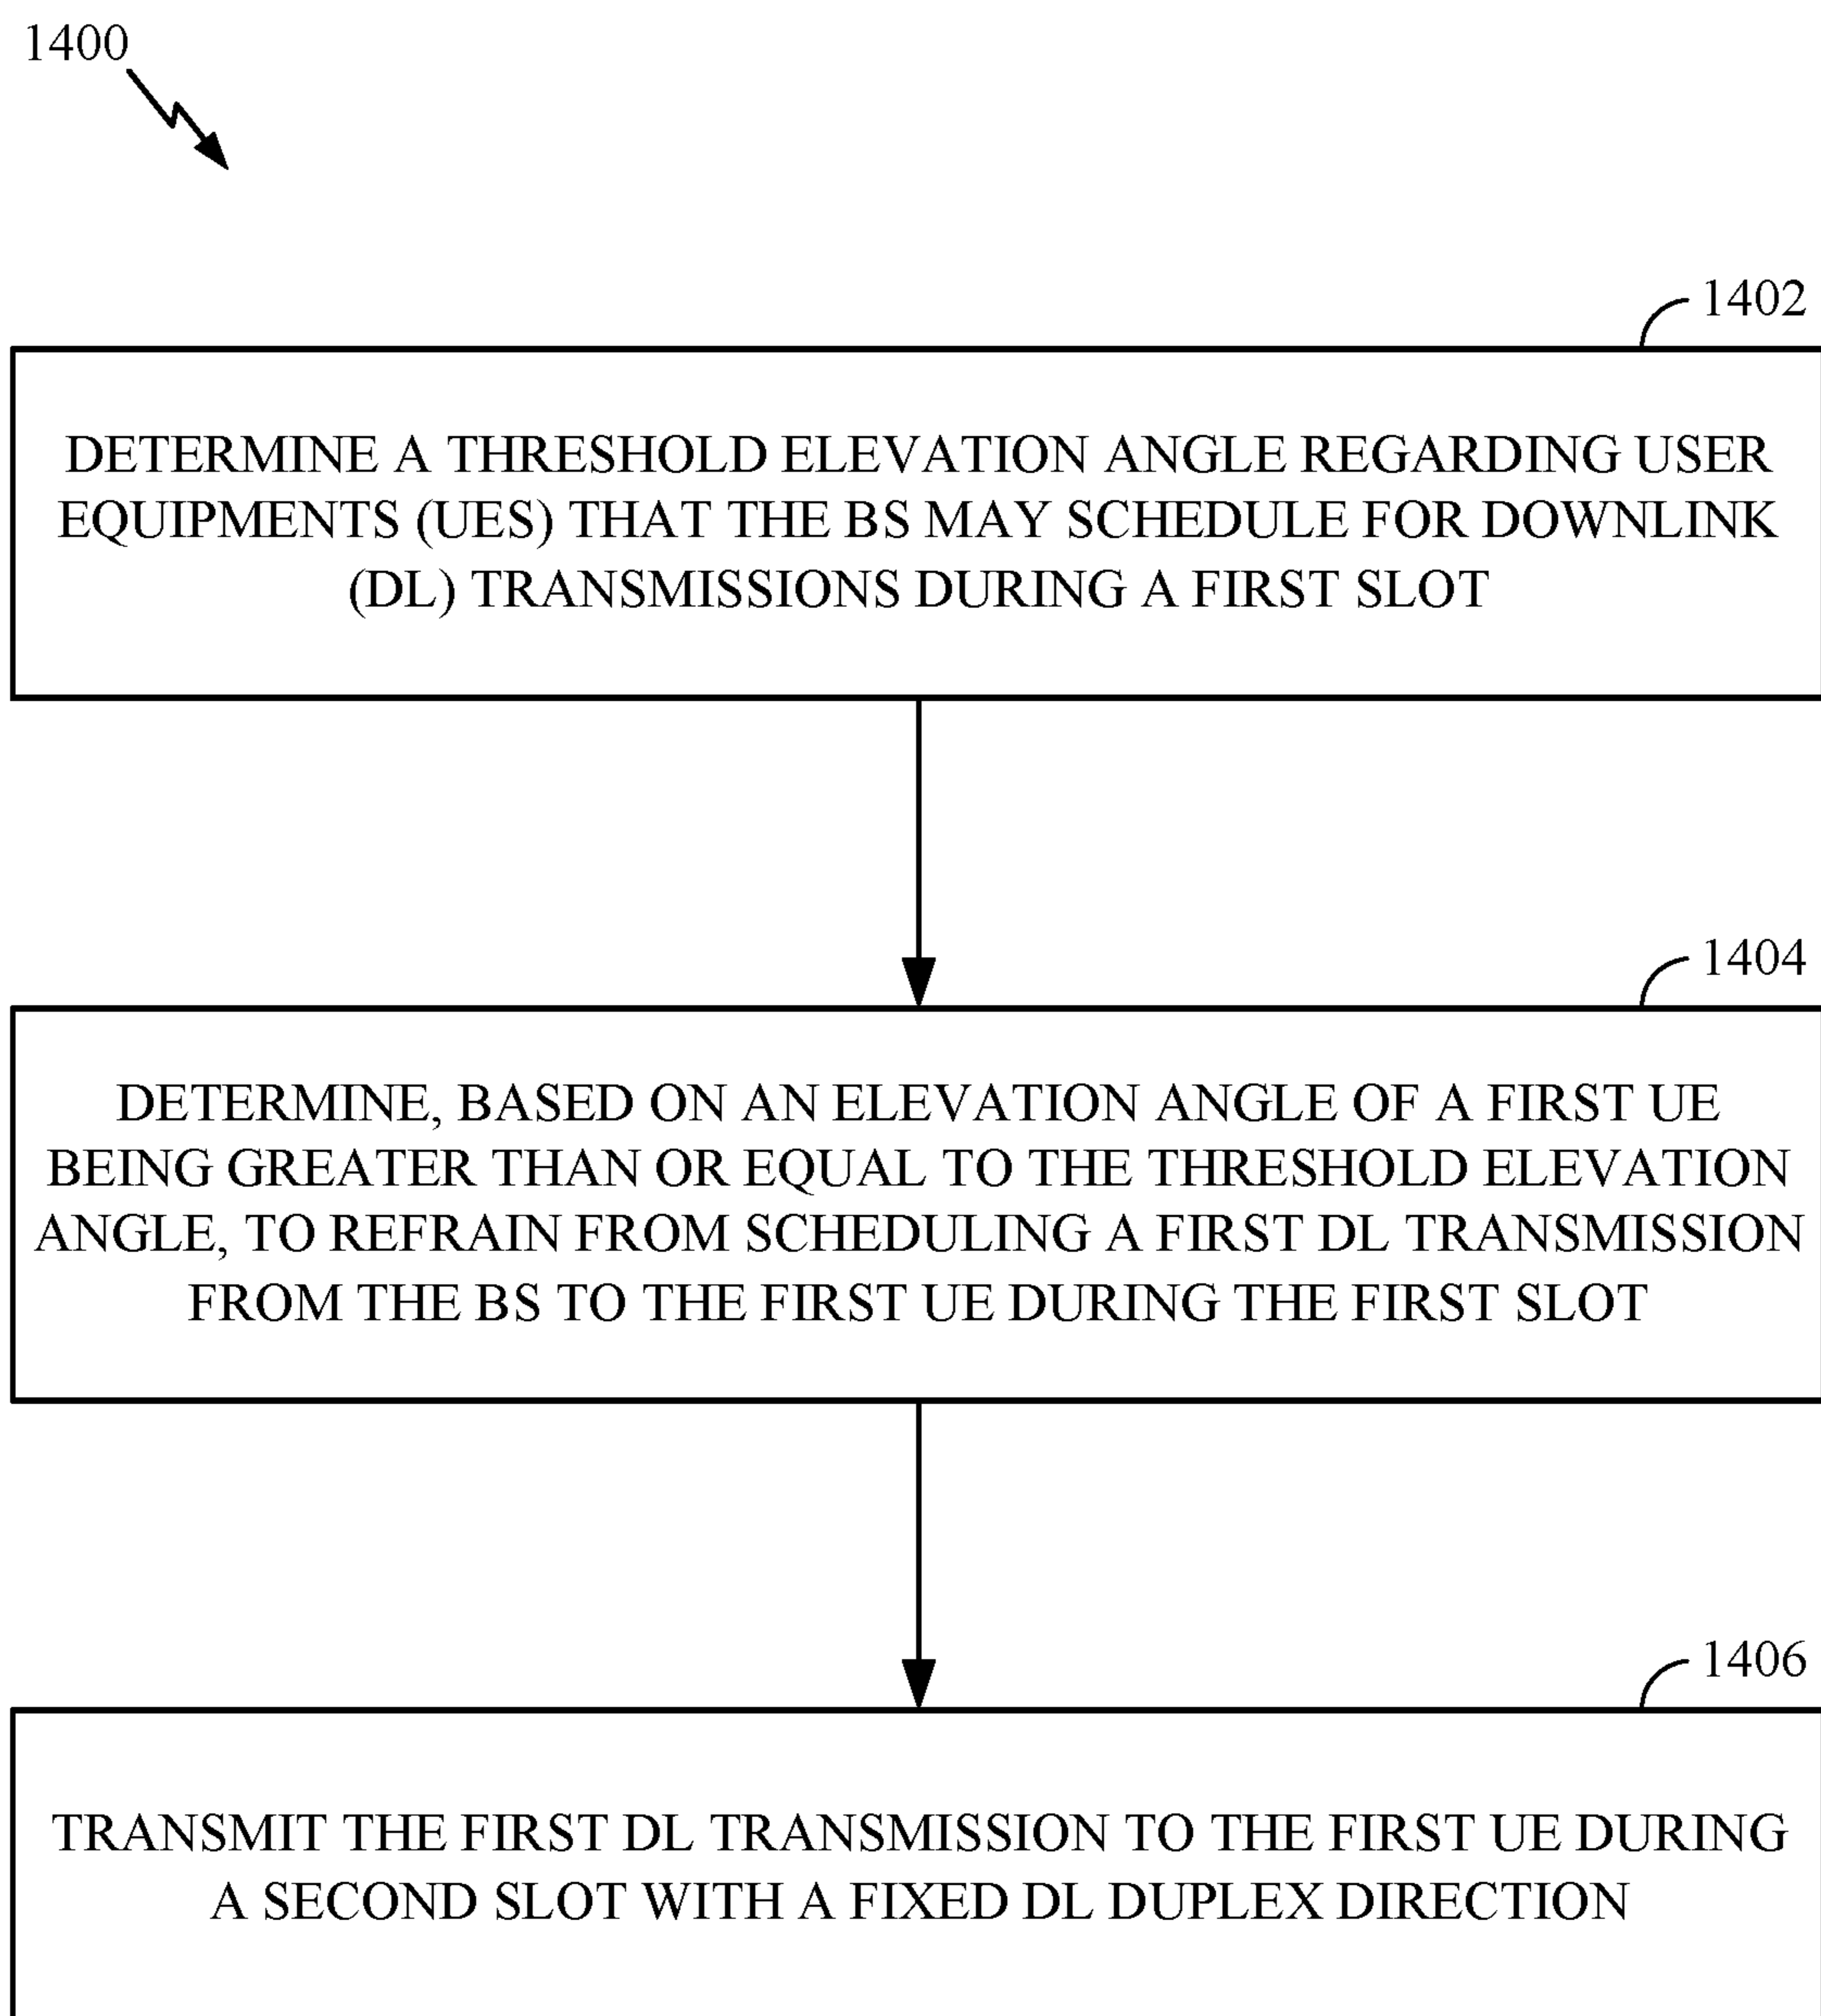 1400
1402
DETERMINE A THRESHOLD ELEVATION ANGLE REGARDING USER
EQUIPMENTS (UES) THAT THE BS MAY SCHEDULE FOR DOWNLINK
(DL) TRANSMISSIONS DURING A FIRST SLOT
1404
DETERMINE, BASED ON AN ELEVATION ANGLE OF A FIRST UE
BEING GREATER THAN OR EQUAL TO THE THRESHOLD ELEVATION
ANGLE, TO REFRAIN FROM SCHEDULING A FIRST DL TRANSMISSION
FROM THE BS TO THE FIRST UE DURING THE FIRST SLOT
1406
TRANSMIT THE FIRST DL TRANSMISSION TO THE FIRST UE DURING
A SECOND SLOT WITH A FIXED DL DUPLEX DIRECTION